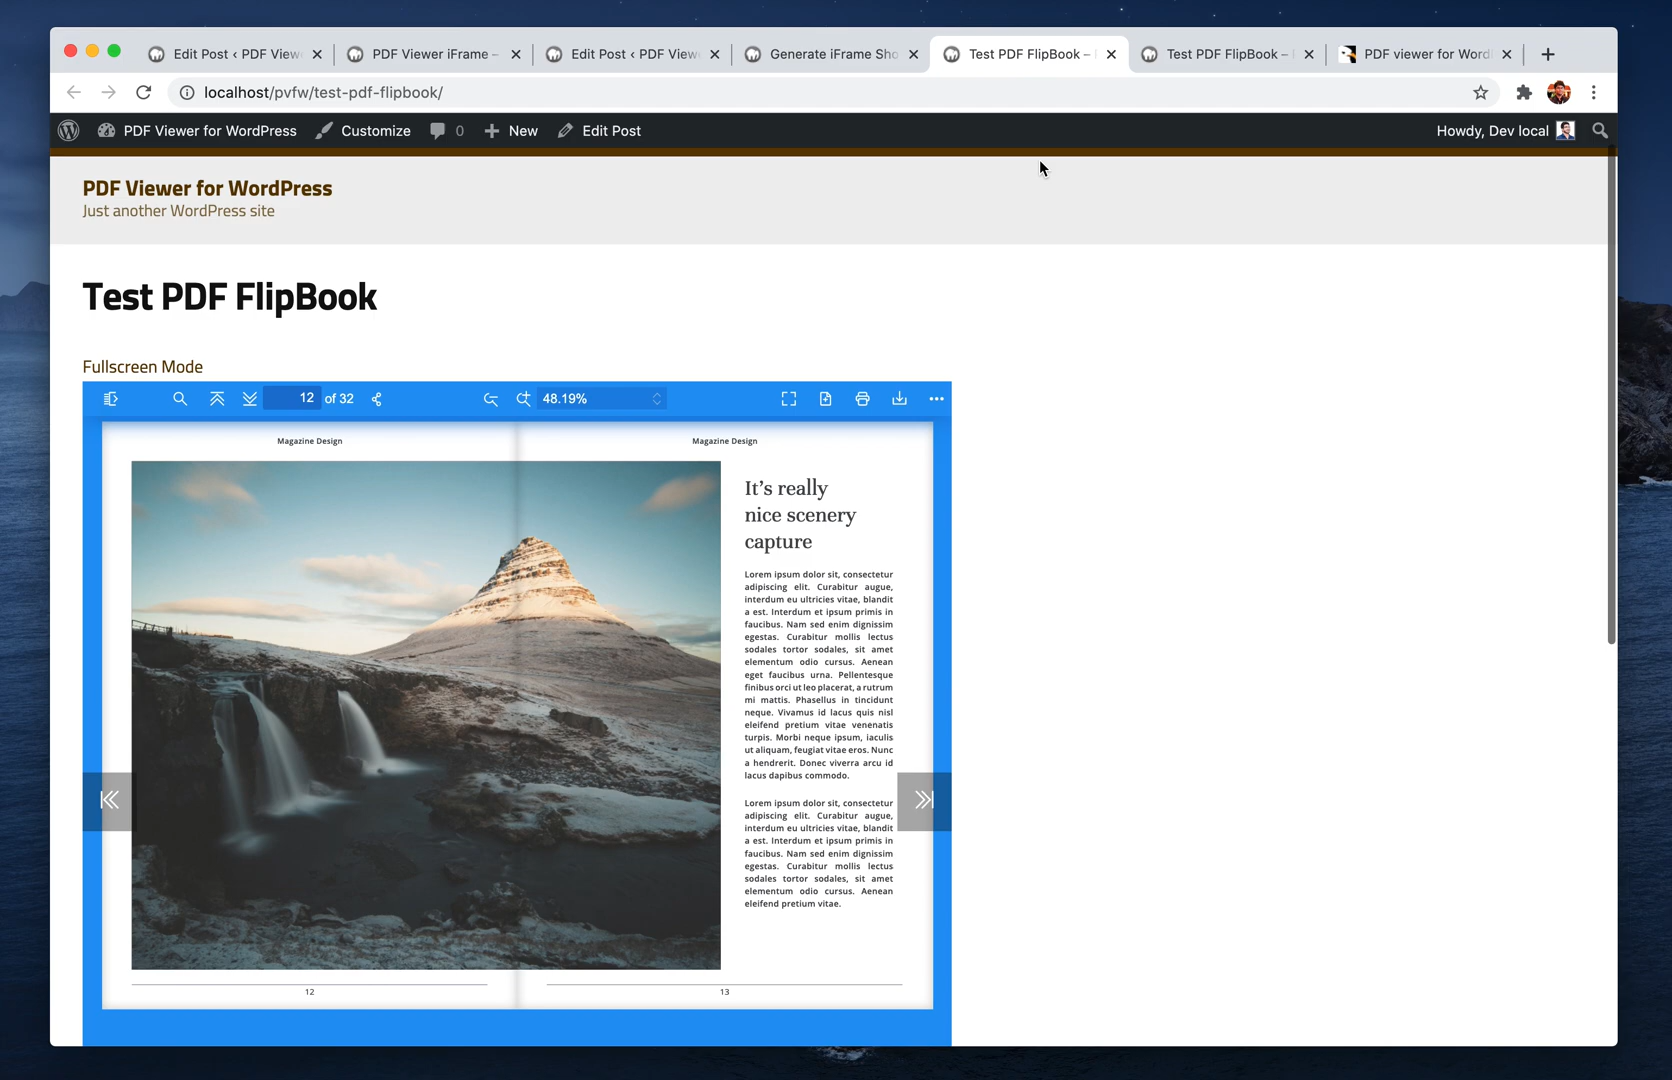 Edit Post ‹ PDF View
PDF Viewer iFrame –
Edit Post ‹ PDF View
Generate iFrame Sho
Test PDF FlipBook –
Test PDF FlipBook –
PDF viewer for Word
localhost/pvfw/test-pdf-flipbook/
PDF Viewer for WordPress Customize 0 New Edit Post Howdy, Dev local
PDF Viewer for WordPress
Just another WordPress site
Test PDF FlipBook
Fullscreen Mode
12 of 32 48.19%
Magazine Design
Magazine Design
It’s really
nice scenery
capture
Lorem ipsum dolor sit, consectetur
adipiscing elit. Curabitur augue,
interdum eu ultricies vitae, blandit
a est. Interdum et ipsum primis in
faucibus. Nam sed enim dignissim
egestas. Curabitur mollis lectus
sodales tortor sodales, sit amet
elementum odio cursus. Aenean
eget faucibus urna. Pellentesque
finibus orci ut leo placerat, a rutrum
mi mattis. Phasellus in tincidunt
neque. Vivamus id lacus quis nisl
eleifend pretium vitae venenatis
turpis. Morbi neque ipsum, iaculis
ut aliquam, feugiat vitae eros. Nunc
a hendrerit. Donec viverra arcu id
lacus dapibus commodo.
Lorem ipsum dolor sit, consectetur
adipiscing elit. Curabitur augue,
interdum eu ultricies vitae, blandit
a est. Interdum et ipsum primis in
faucibus. Nam sed enim dignissim
egestas. Curabitur mollis lectus
sodales tortor sodales, sit amet
elementum odio cursus. Aenean
eleifend pretium vitae.
12
13